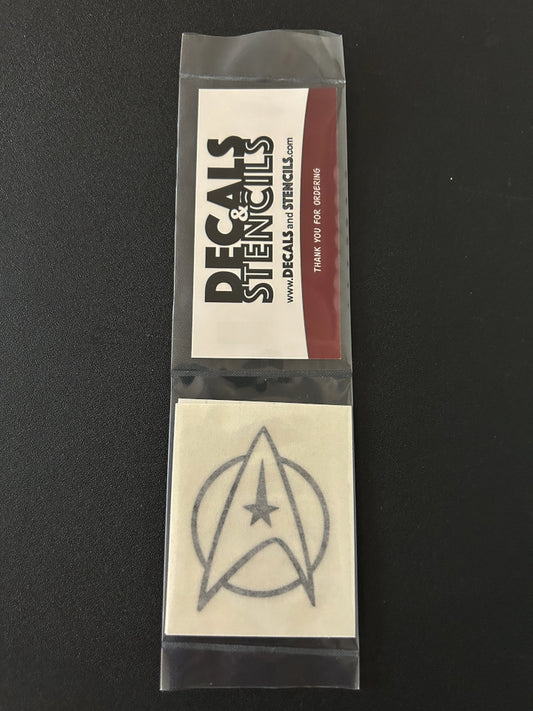 DECALS
&
STENCILS
www.DECALS and STENCILS.com
THANK YOU FOR ORDERING